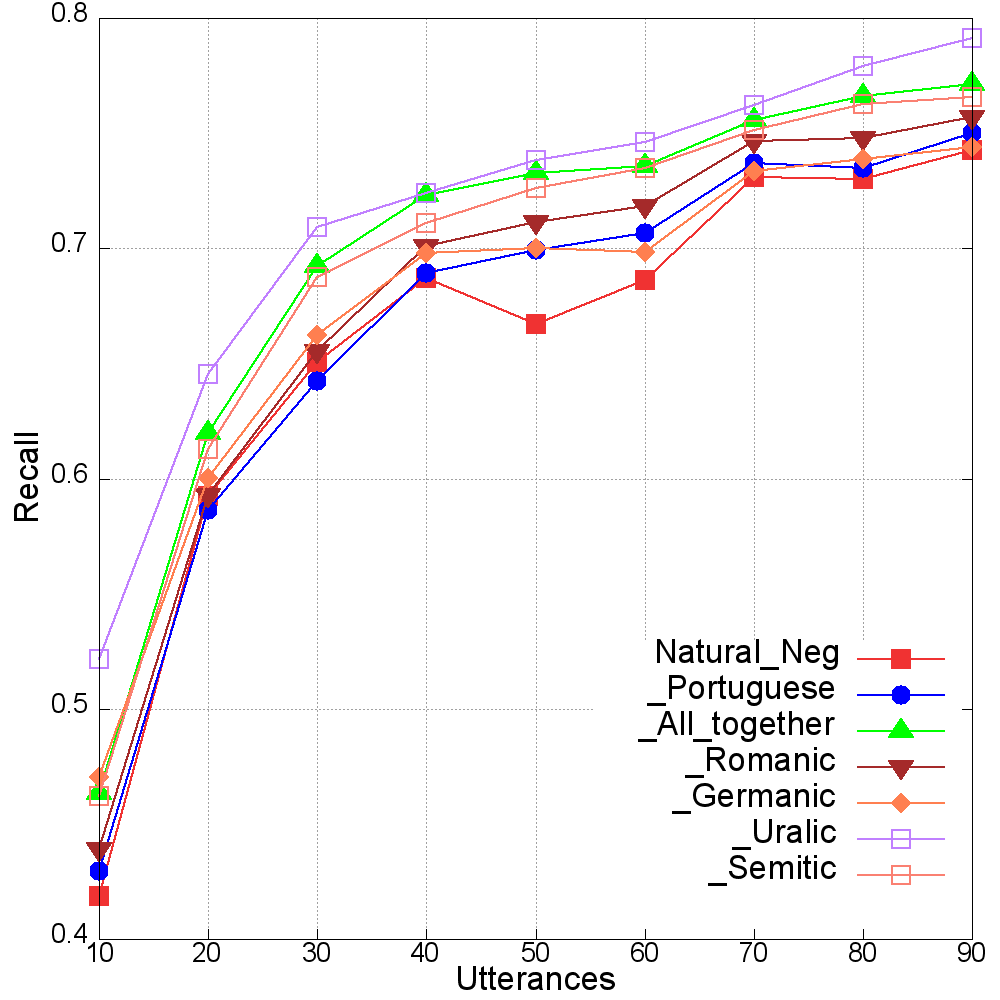 0.8
0.7
0.6
0.5
0.4
Recall
Natural_Neg
_Portuguese
_All_together
_Romanic
_Germanic
_Uralic
_Semitic
10 20 30 40 50 60 70 80 90
Utterances